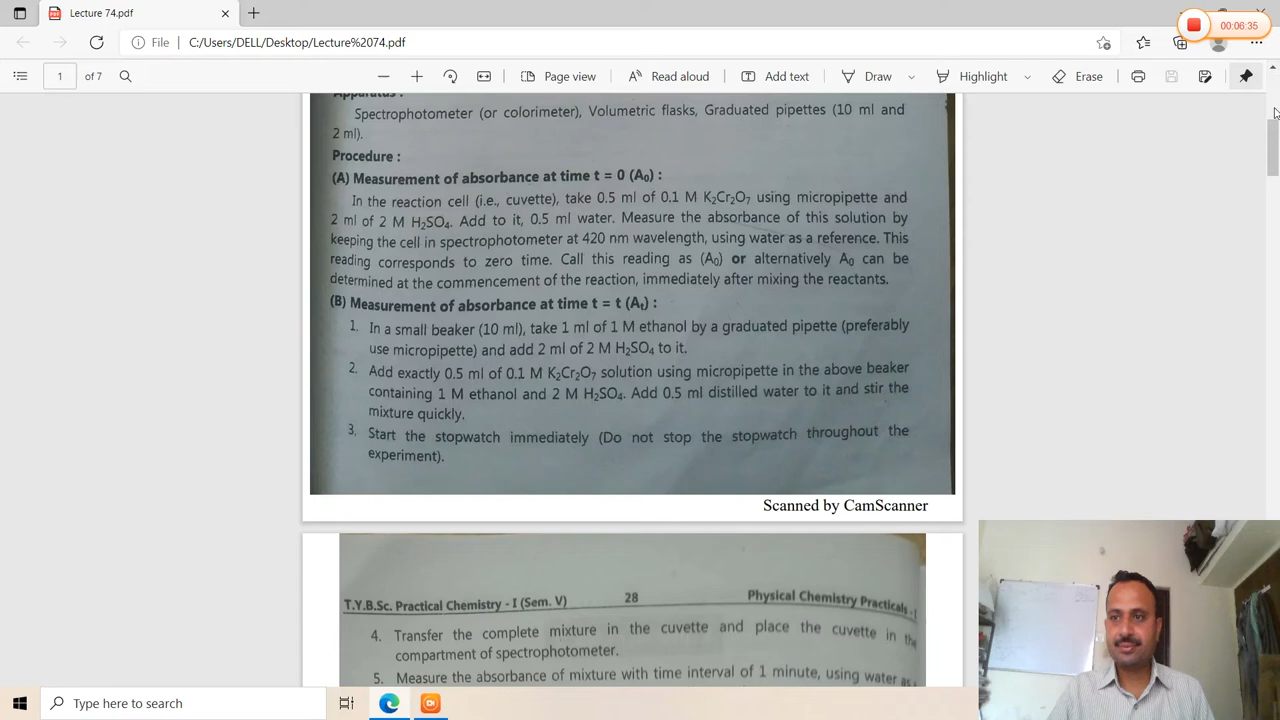 Lecture 74.pdf
00:06:35
File
C:/Users/DELL/Desktop/Lecture%2074.pdf
1 of 7
Page view
Read aloud
Add text
Draw
Highlight
Erase
Apparatus :
Spectrophotometer (or colorimeter), Volumetric flasks, Graduated pipettes (10 ml and
2 ml).
Procedure :
(A) Measurement of absorbance at time t = 0 (A₀) :
In the reaction cell (i.e., cuvette), take 0.5 ml of 0.1 M K₂Cr₂O₇ using micropipette and
2 ml of 2 M H₂SO₄. Add to it, 0.5 ml water. Measure the absorbance of this solution by
keeping the cell in spectrophotometer at 420 nm wavelength, using water as a reference. This
reading corresponds to zero time. Call this reading as (A₀) or alternatively A₀ can be
determined at the commencement of the reaction, immediately after mixing the reactants.
(B) Measurement of absorbance at time t = t (Aₜ) :
1. In a small beaker (10 ml), take 1 ml of 1 M ethanol by a graduated pipette (preferably
use micropipette) and add 2 ml of 2 M H₂SO₄ to it.
2. Add exactly 0.5 ml of 0.1 M K₂Cr₂O₇ solution using micropipette in the above beaker
containing 1 M ethanol and 2 M H₂SO₄. Add 0.5 ml distilled water to it and stir the
mixture quickly.
3. Start the stopwatch immediately (Do not stop the stopwatch throughout the
experiment).
Scanned by CamScanner
T.Y.B.Sc. Practical Chemistry - I (Sem. V) 28 Physical Chemistry Practicals - I
4. Transfer the complete mixture in the cuvette and place the cuvette in the
compartment of spectrophotometer.
5. Measure the absorbance of mixture with time interval of 1 minute, using water as
Type here to search